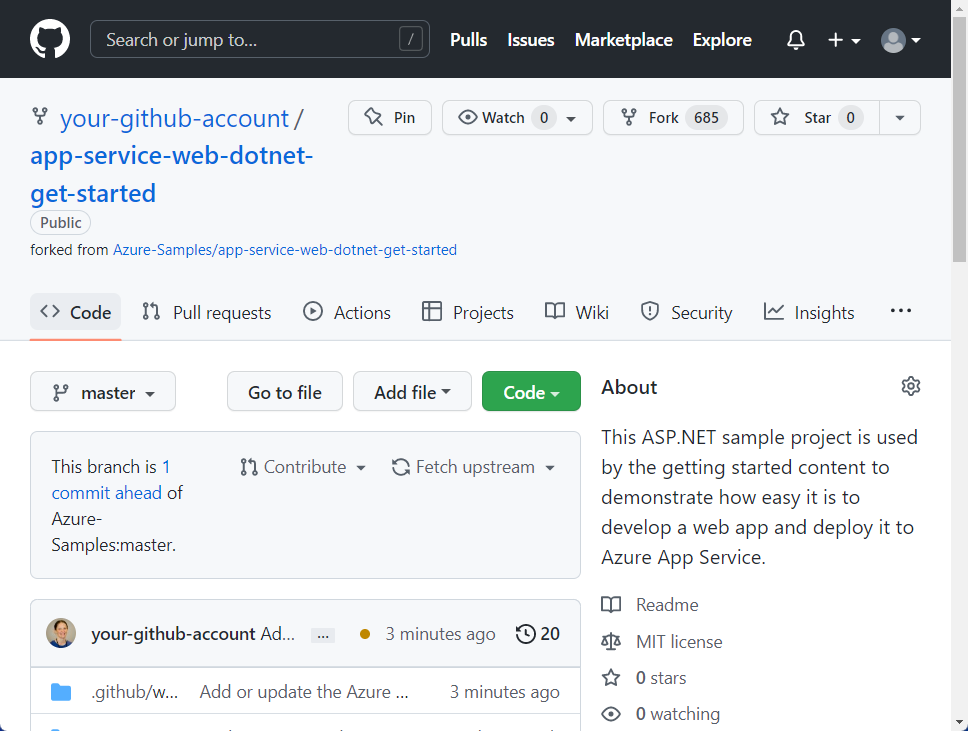 Search or jump to... /
Pulls Issues Marketplace Explore
your-github-account /
app-service-web-dotnet-
get-started
Pin
Watch 0
Fork 685
Star 0
Public
forked from Azure-Samples/app-service-web-dotnet-get-started
Code Pull requests Actions Projects Wiki Security Insights ...
master
Go to file
Add file
Code
This branch is 1
commit ahead of
Azure-
Samples:master.
Contribute
Fetch upstream
your-github-account Ad... ... 3 minutes ago 20
.github/w... Add or update the Azure ... 3 minutes ago
About
This ASP.NET sample project is used
by the getting started content to
demonstrate how easy it is to
develop a web app and deploy it to
Azure App Service.
Readme
MIT license
0 stars
0 watching